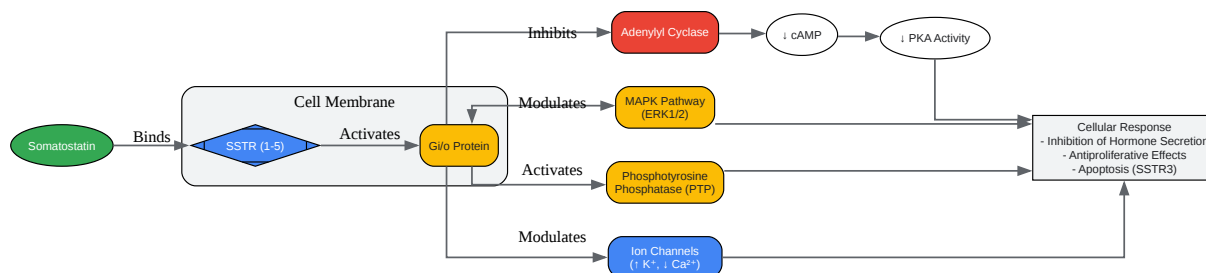 Somatostatin
Binds
Cell Membrane
SSTR (1-5)
Activates
Gi/o Protein
Inhibits
Adenylyl Cyclase
↓ cAMP
↓ PKA Activity
Modulates
MAPK Pathway
(ERK1/2)
Activates
Phosphotyrosine
Phosphatase (PTP)
Modulates
Ion Channels
(↑ K⁺, ↓ Ca²⁺)
Cellular Response
- Inhibition of Hormone Secretion
- Antiproliferative Effects
- Apoptosis (SSTR3)